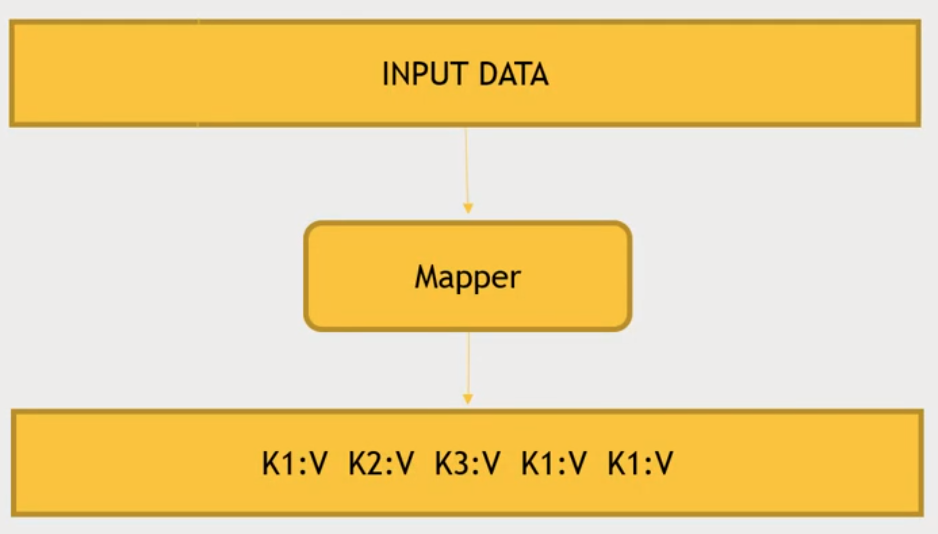 INPUT DATA
Mapper
K1:V K2:V K3:V K1:V K1:V